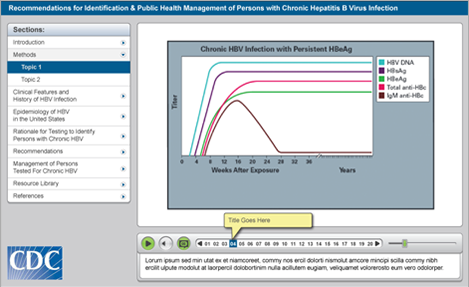 Recommendations for Identification & Public Health Management of Persons with Chronic Hepatitis B Virus Infection
Sections:
Introduction
Methods
Topic 1
Topic 2
Clinical Features and
History of HBV Infection
Epidemiology of HBV
in the United States
Rationale for Testing to Identify
Persons with Chronic HBV
Recommendations
Management of Persons
Tested For Chronic HBV
Resource Library
References
CDC
Chronic HBV Infection with Persistent HBeAg
HBV DNA
HBsAg
HBeAg
Total anti-HBc
IgM anti-HBc
Titer
0 4 8 12 16 20 24 28 32 36
Weeks After Exposure Years
Title Goes Here
01 02 03 04 05 06 07 08 09 10 11 12 13 14 15 16 17 18 19 20
Lorum ipsum sed min utat ex et niamcoreet, commy nos ercil dolorti nismolut amcore mincipi scilla commy nibh
ercilit ulpute modolut at laorpercil dolobortinim nulla acillutem eugiam, veliquamet volorerosto eum vero odolorper.